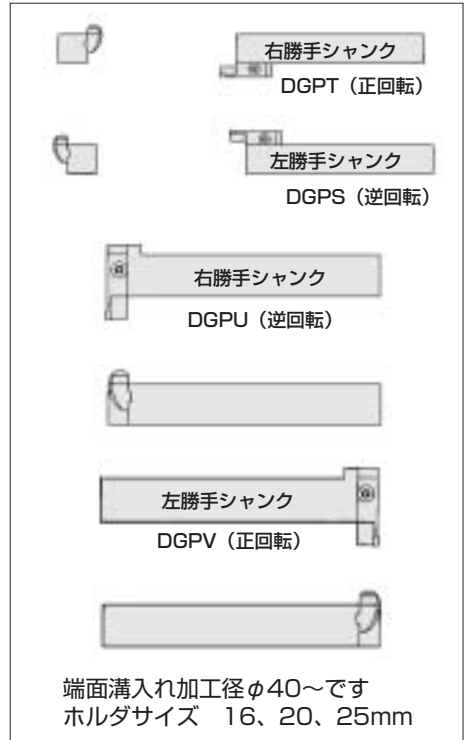 右勝手シャンク
DGPT（正回転）
左勝手シャンク
DGPS（逆回転）
右勝手シャンク
DGPU（逆回転）
左勝手シャンク
DGPV（正回転）
端面溝入れ加工径φ40～です
ホルダサイズ　16、20、25mm